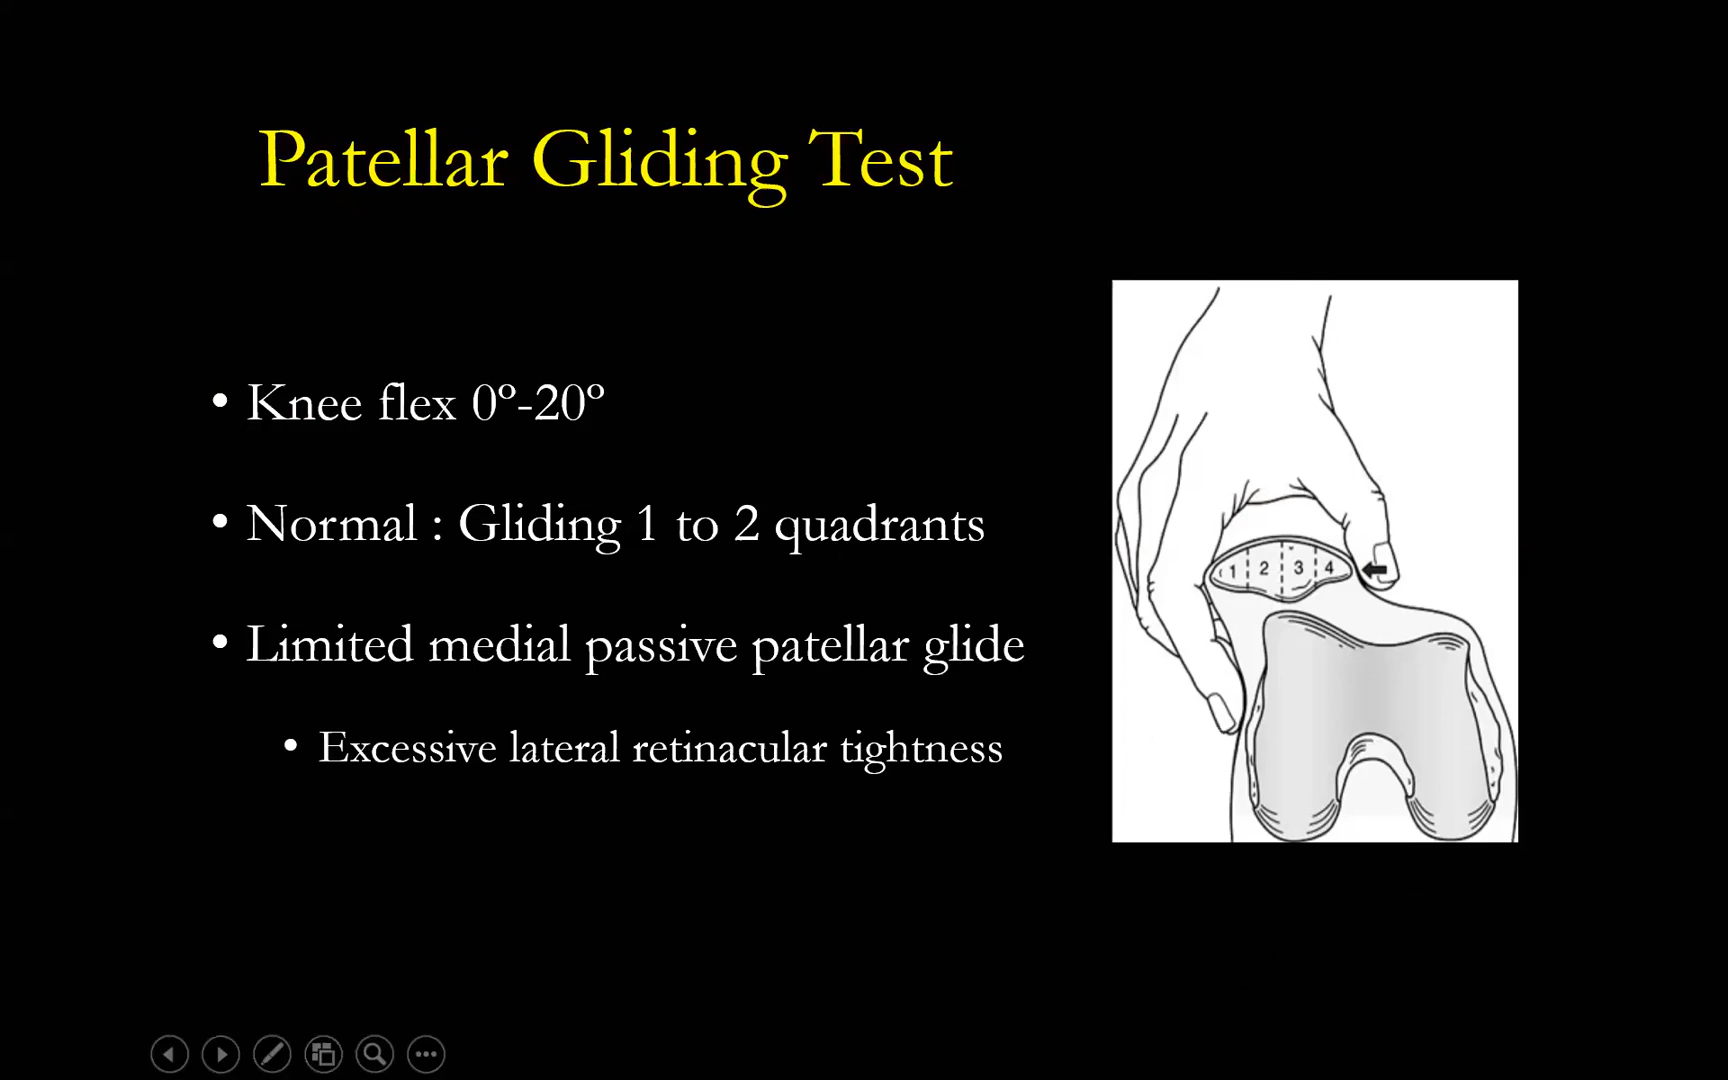 Patellar Gliding Test
• Knee flex 0º-20º
• Normal : Gliding 1 to 2 quadrants
• Limited medial passive patellar glide
• Excessive lateral retinacular tightness
1 2 3 4